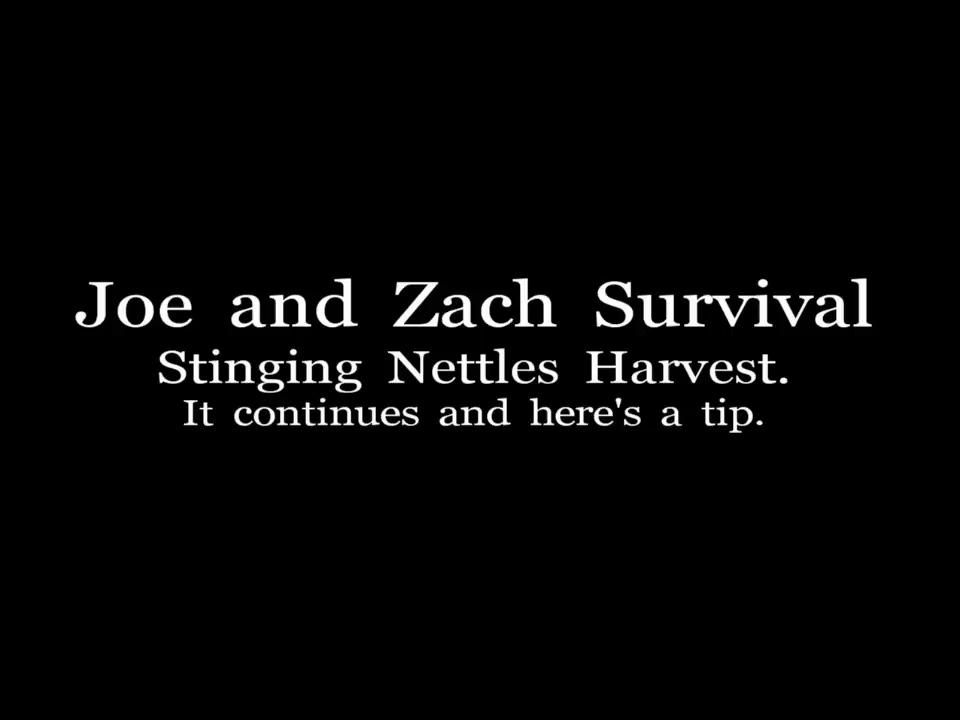 Joe and Zach Survival
Stinging Nettles Harvest.
It continues and here's a tip.